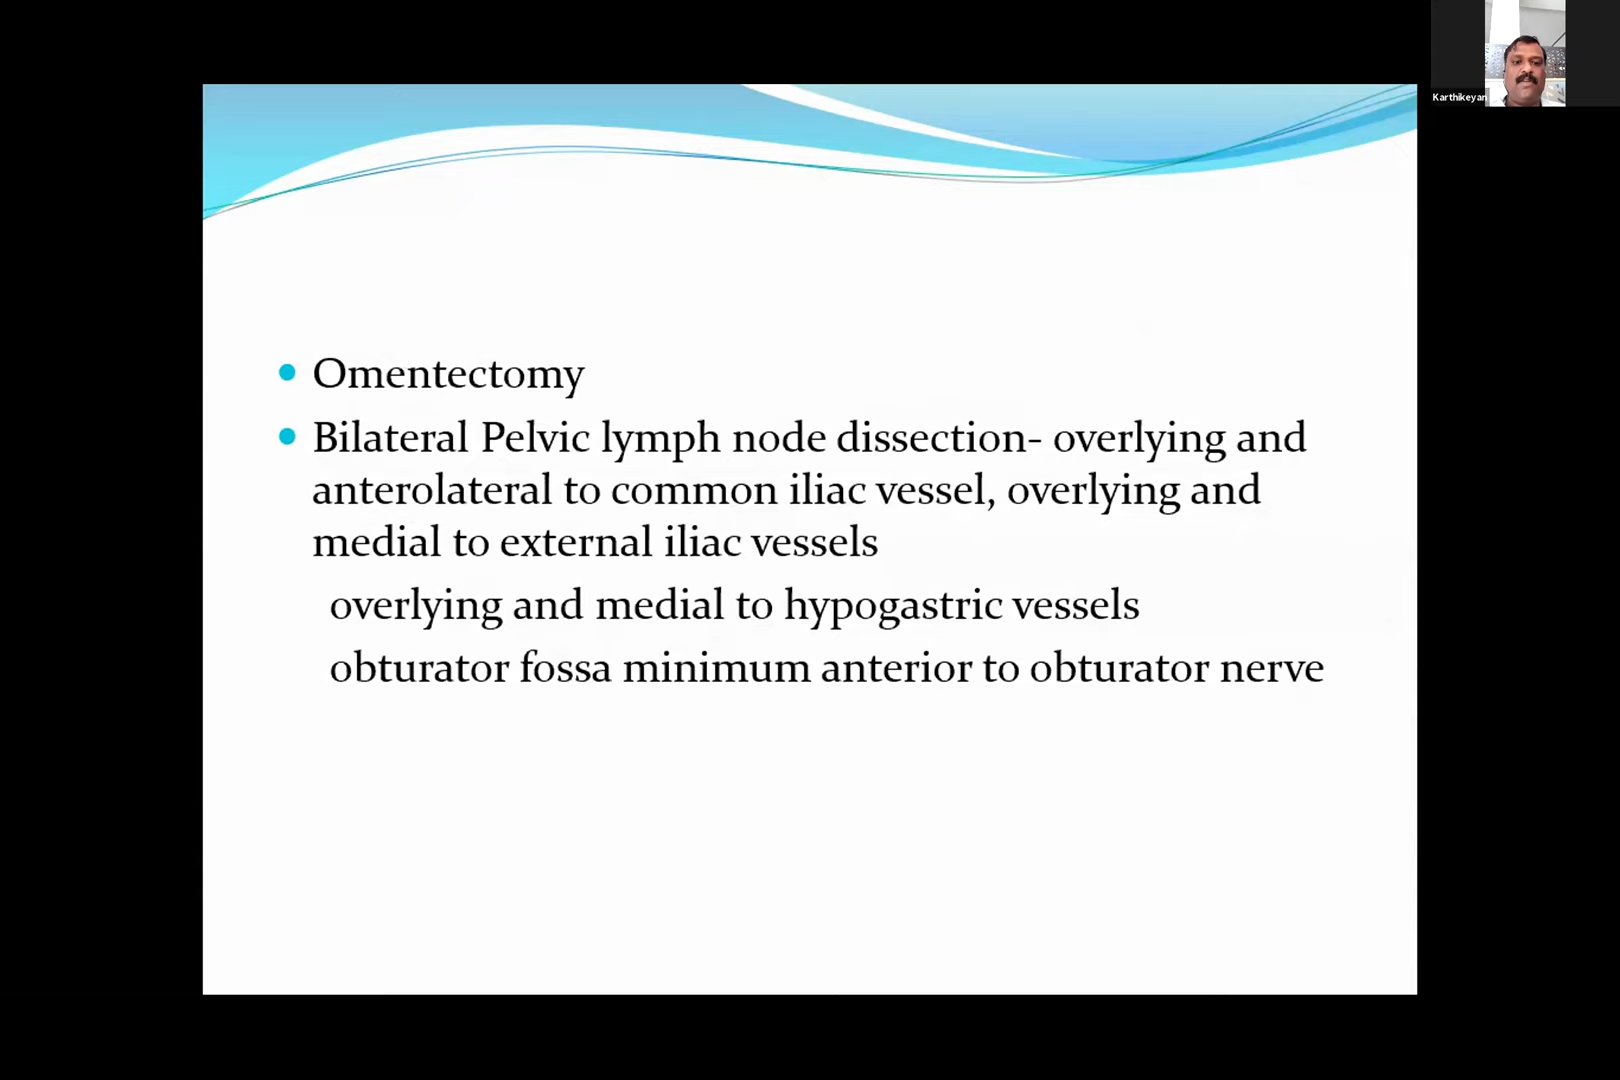 Karthikeyan
Omentectomy
Bilateral Pelvic lymph node dissection- overlying and
anterolateral to common iliac vessel, overlying and
medial to external iliac vessels
overlying and medial to hypogastric vessels
obturator fossa minimum anterior to obturator nerve